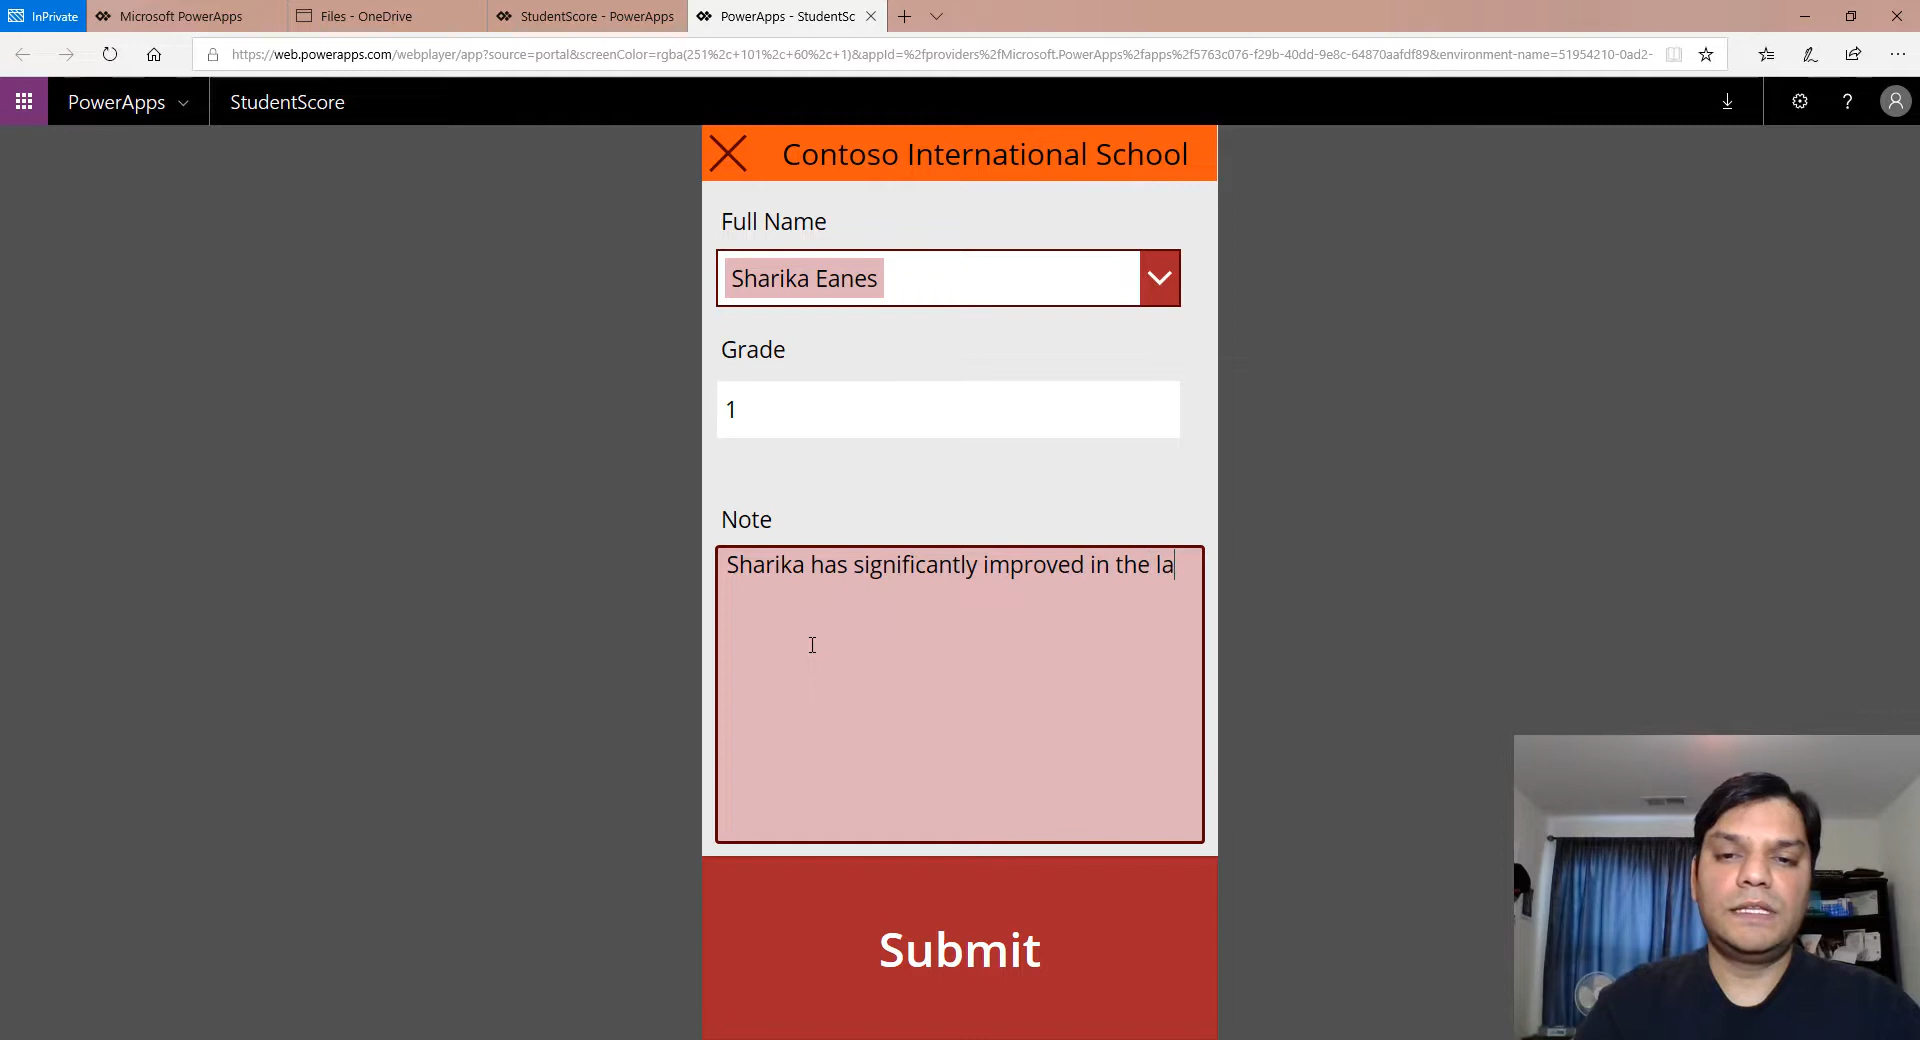 InPrivate
Microsoft PowerApps
Files - OneDrive
StudentScore - PowerApps
PowerApps - StudentSc
https://web.powerapps.com/webplayer/app?source=portal&screenColor=rgba(251%2c+101%2c+60%2c+1)&appId=%2fproviders%2fMicrosoft.PowerApps%2fapps%2f5763c076-f29b-40dd-9e8c-64870aafdf89&environment-name=51954210-0ad2-
PowerApps
StudentScore
?
Contoso International School
Full Name
Sharika Eanes
Grade
1
Note
Sharika has significantly improved in the la
Submit